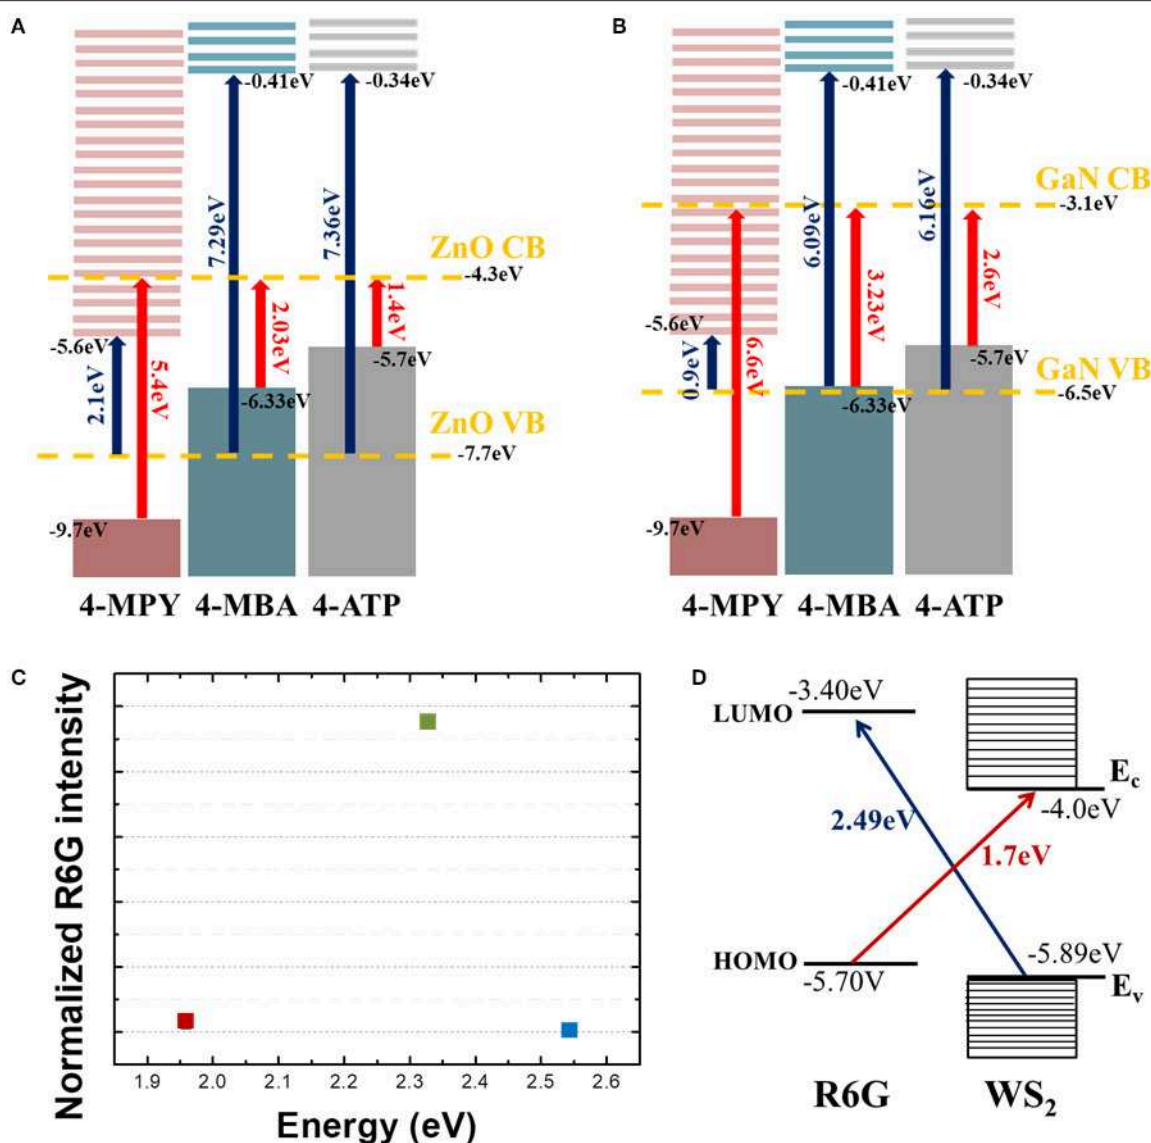 A
-0.41eV
-0.34eV
7.29eV
7.36eV
ZnO CB
-4.3eV
-5.6eV
2.1eV
5.4eV
2.03eV
1.4eV
-5.7eV
-6.33eV
ZnO VB
-7.7eV
-9.7eV
4-MPY 4-MBA 4-ATP
B
-0.41eV
-0.34eV
GaN CB
-3.1eV
6.09eV
6.16eV
3.23eV
2.6eV
-5.6eV
0.9eV
6.6eV
-5.7eV
GaN VB
-6.5eV
-6.33eV
-9.7eV
4-MPY 4-MBA 4-ATP
C
Normalized R6G intensity
1.9 2.0 2.1 2.2 2.3 2.4 2.5 2.6
Energy (eV)
D
-3.40eV
LUMO
Ec
-4.0eV
2.49eV
1.7eV
HOMO
-5.70V
-5.89eV
Ev
R6G WS2